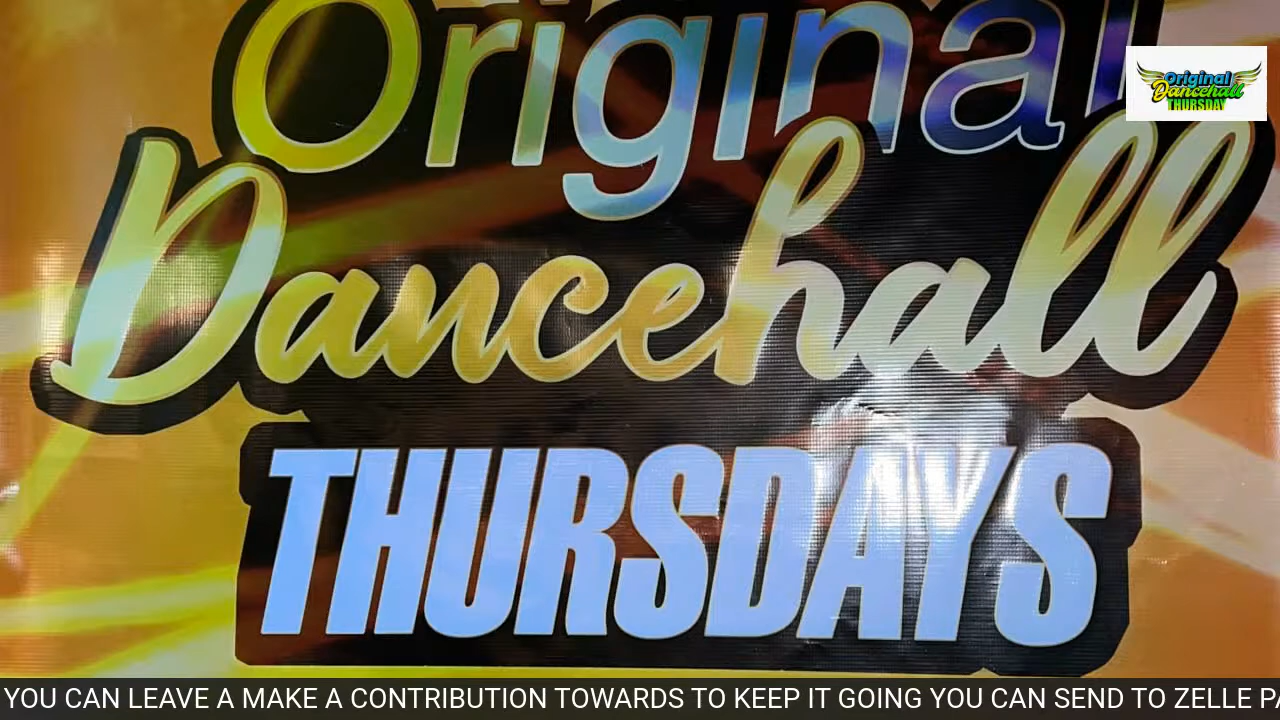 Original
Dancehall
THURSDAYS
Original
Dancehall
THURSDAY
YOU CAN LEAVE A MAKE A CONTRIBUTION TOWARDS TO KEEP IT GOING YOU CAN SEND TO ZELLE